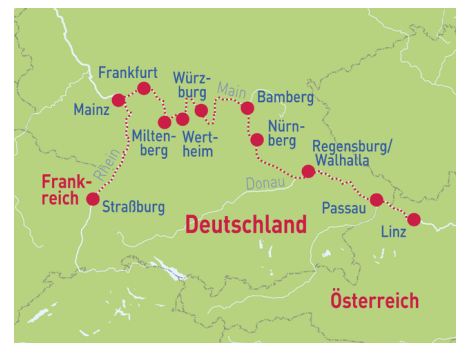 Frankfurt
Würz-
burg
Main
Mainz
Bamberg
Milten-
berg
Wert-
heim
Nürn-
berg
Rhein
Regensburg/
Walhalla
Frank-
reich
Donau
Straßburg
Passau
Deutschland
Linz
Österreich